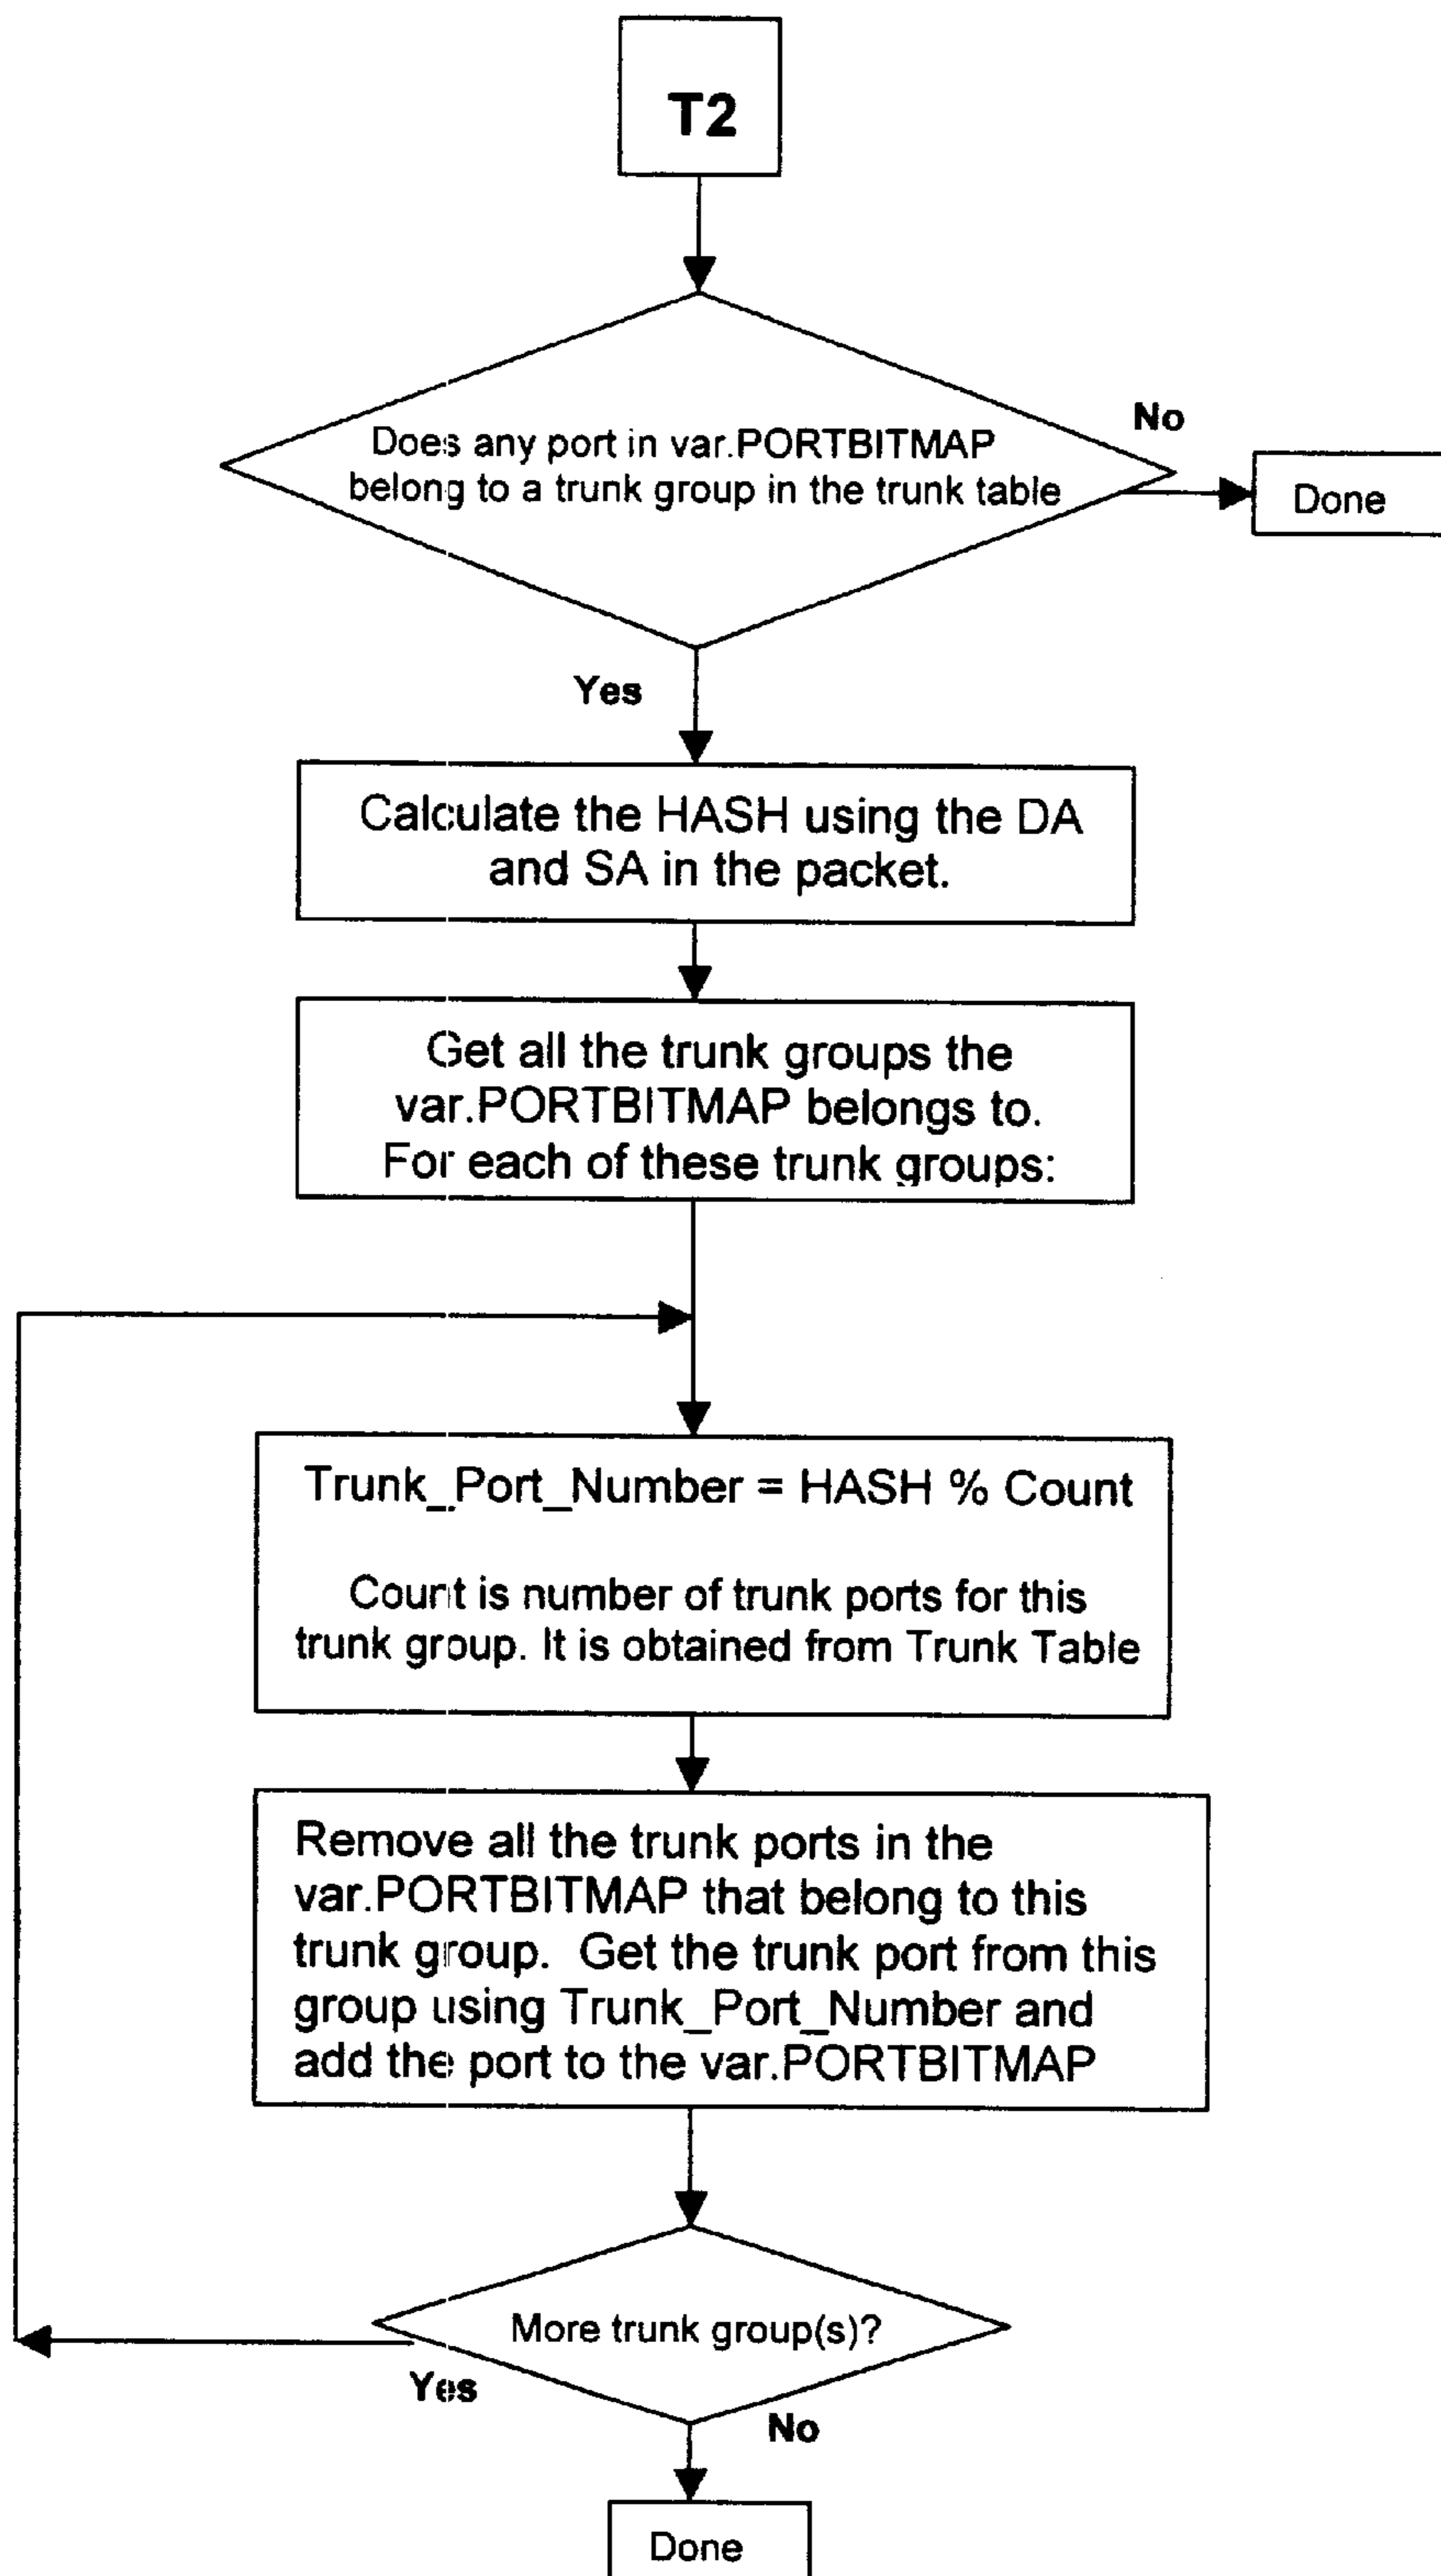 T2
Does any port in var.PORTBITMAP
belong to a trunk group in the trunk table
No
Done
Yes
Calculate the HASH using the DA
and SA in the packet.
Get all the trunk groups the
var.PORTBITMAP belongs to.
For each of these trunk groups:
Trunk_Port_Number = HASH % Count
Count is number of trunk ports for this
trunk group. It is obtained from Trunk Table
Remove all the trunk ports in the
var.PORTBITMAP that belong to this
trunk group. Get the trunk port from this
group using Trunk_Port_Number and
add the port to the var.PORTBITMAP
More trunk group(s)?
Yes
No
Done